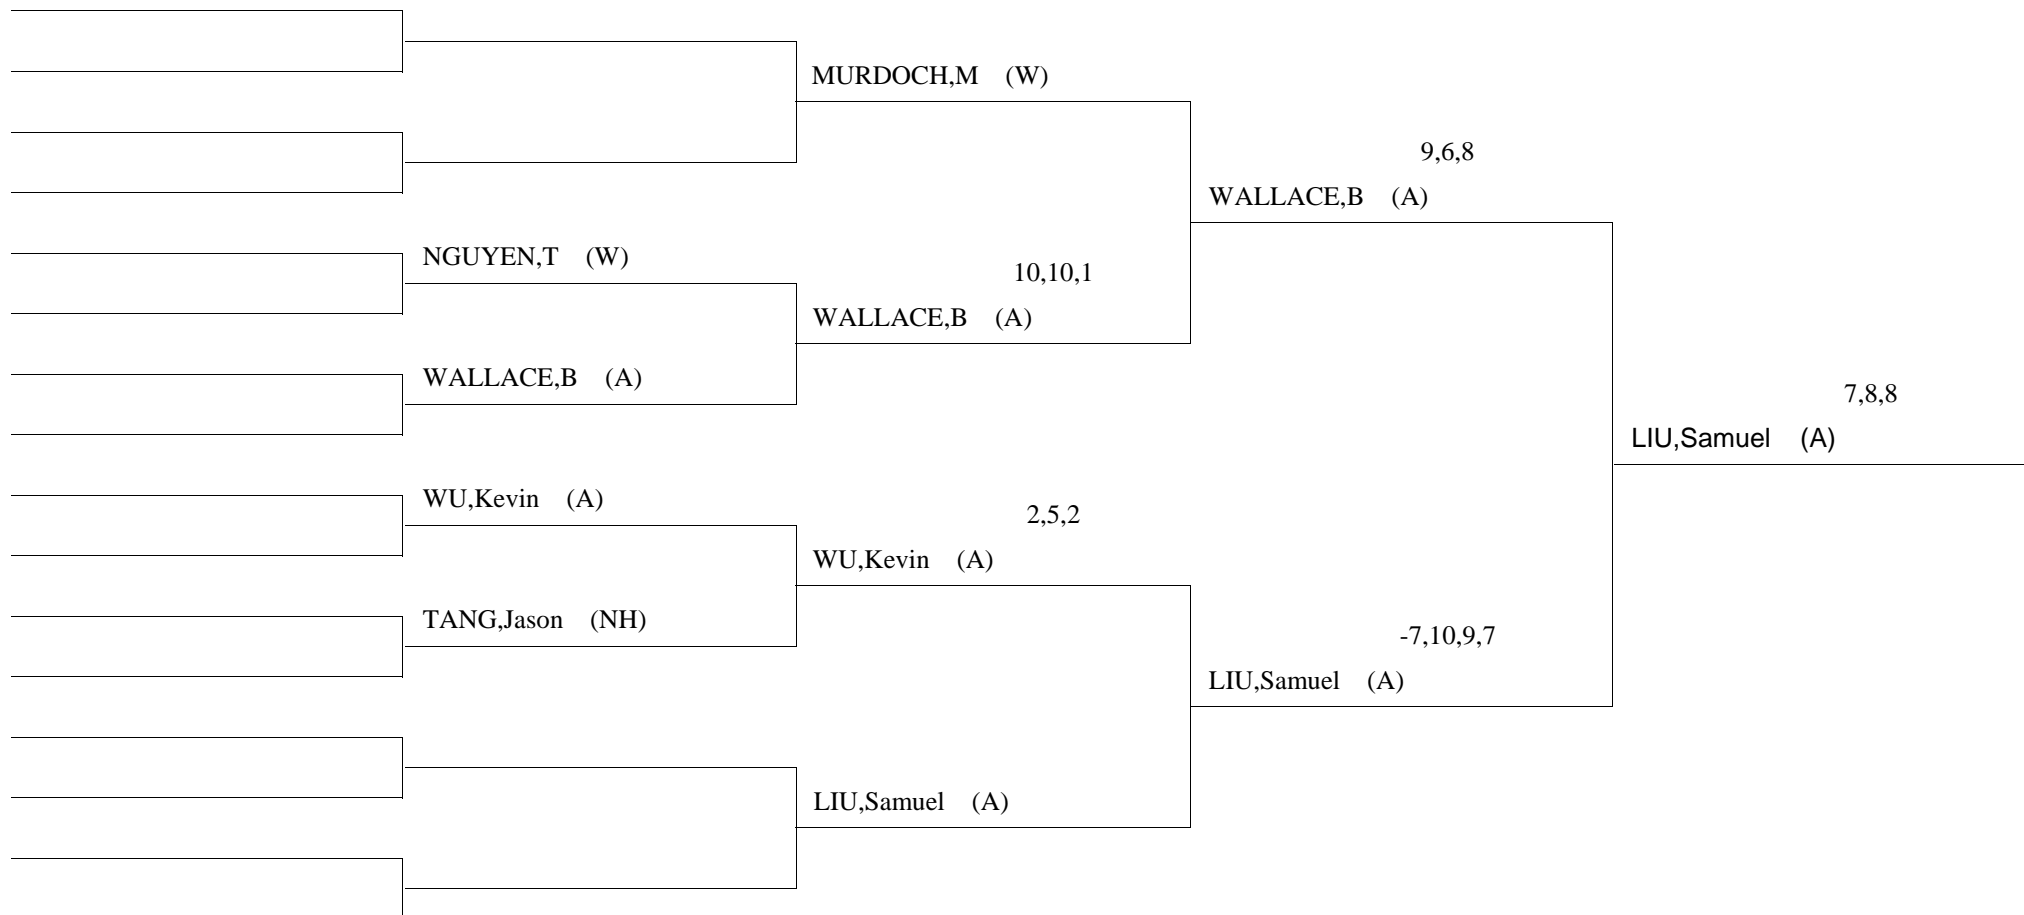 MURDOCH,M (W)
9,6,8
WALLACE,B (A)
NGUYEN,T (W)
10,10,1
WALLACE,B (A)
WALLACE,B (A)
7,8,8
LIU,Samuel (A)
WU,Kevin (A)
2,5,2
WU,Kevin (A)
TANG,Jason (NH)
-7,10,9,7
LIU,Samuel (A)
LIU,Samuel (A)